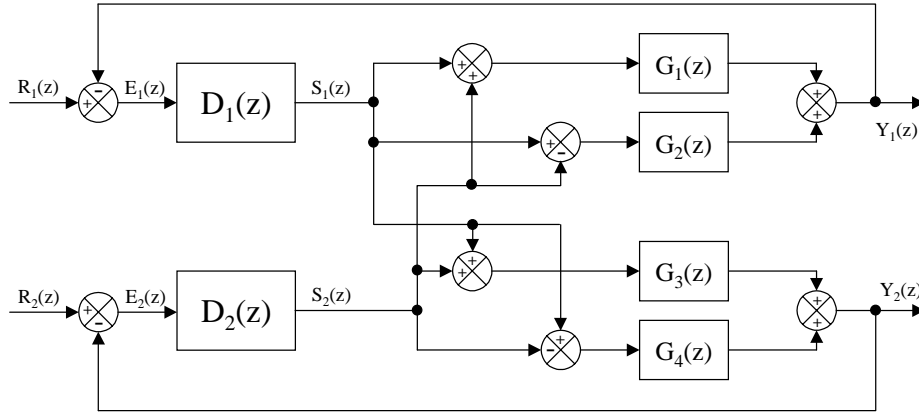 R₁(z) E₁(z) D₁(z) S₁(z) G₁(z) Y₁(z)
G₂(z)
R₂(z) E₂(z) D₂(z) S₂(z) G₃(z) Y₂(z)
G₄(z)